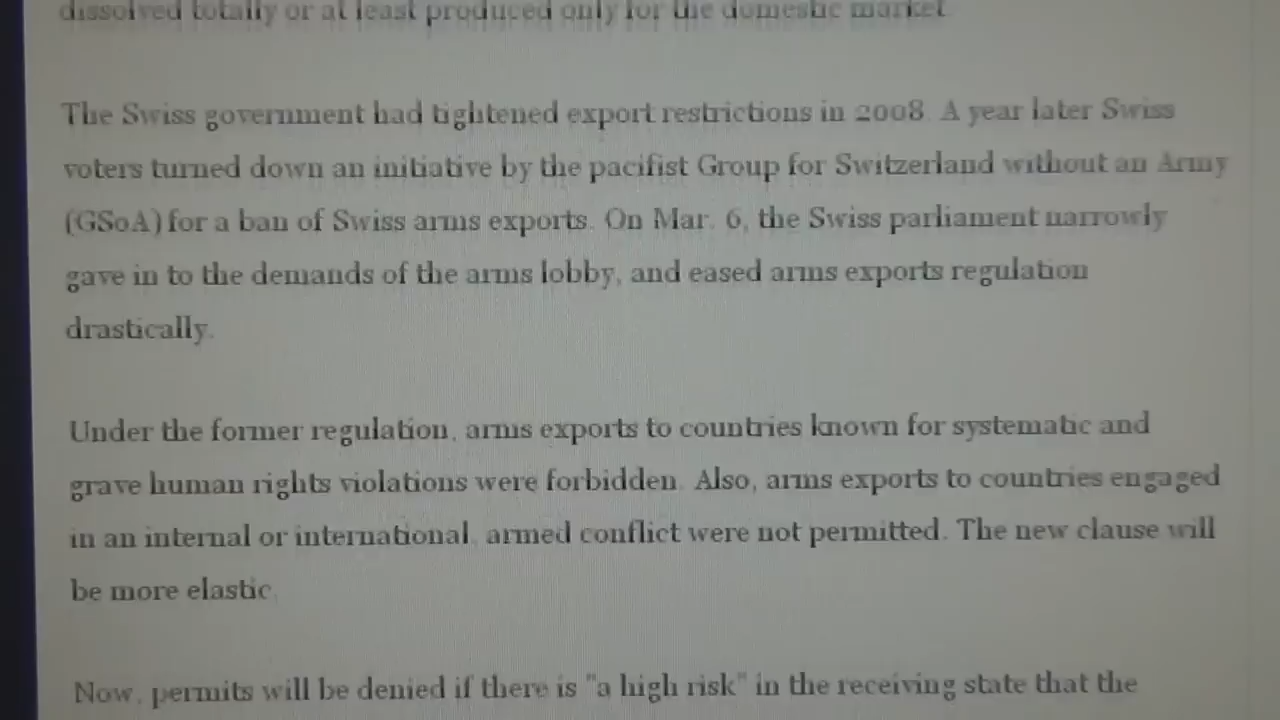 dissolved totally or at least produced only for the domestic market.
The Swiss government had tightened export restrictions in 2008. A year later Swiss
voters turned down an initiative by the pacifist Group for Switzerland without an Army
(GSoA) for a ban of Swiss arms exports. On Mar. 6, the Swiss parliament narrowly
gave in to the demands of the arms lobby, and eased arms exports regulation
drastically.
Under the former regulation, arms exports to countries known for systematic and
grave human rights violations were forbidden. Also, arms exports to countries engaged
in an internal or international, armed conflict were not permitted. The new clause will
be more elastic.
Now, permits will be denied if there is "a high risk" in the receiving state that the